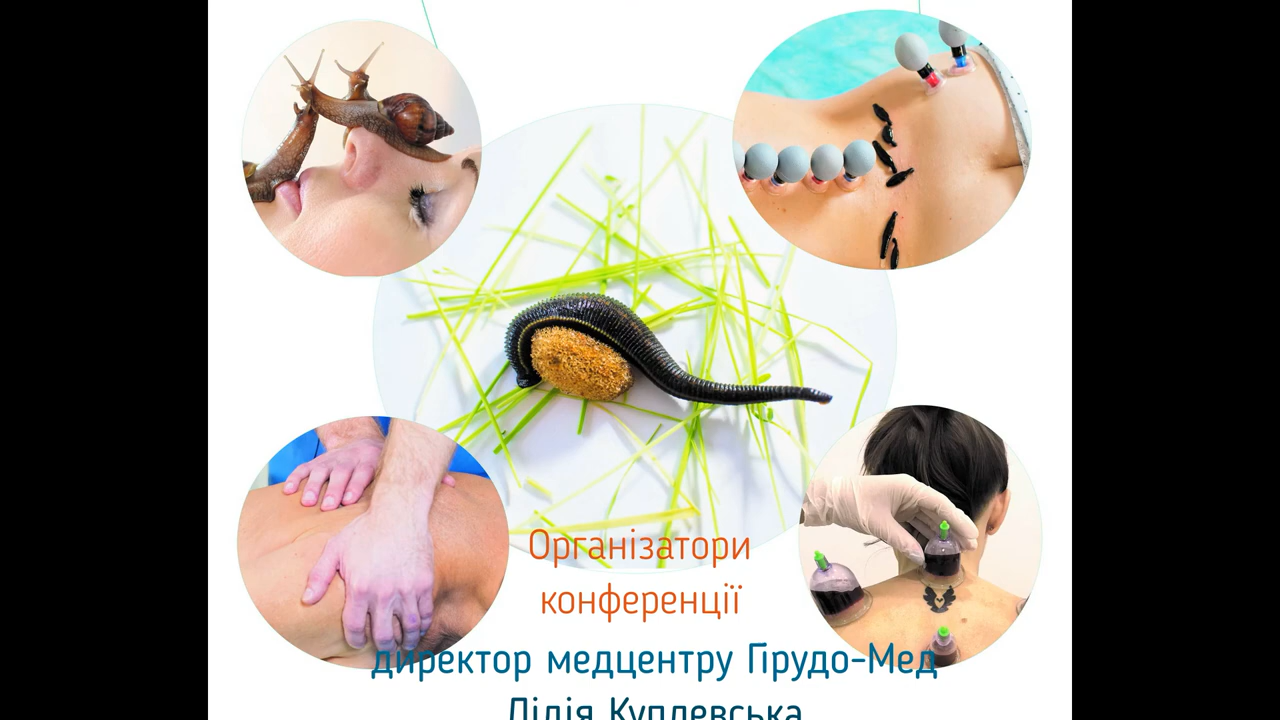 Організатори
конференції
директор медцентру Гірудо-Мед
Лілія Куплевська